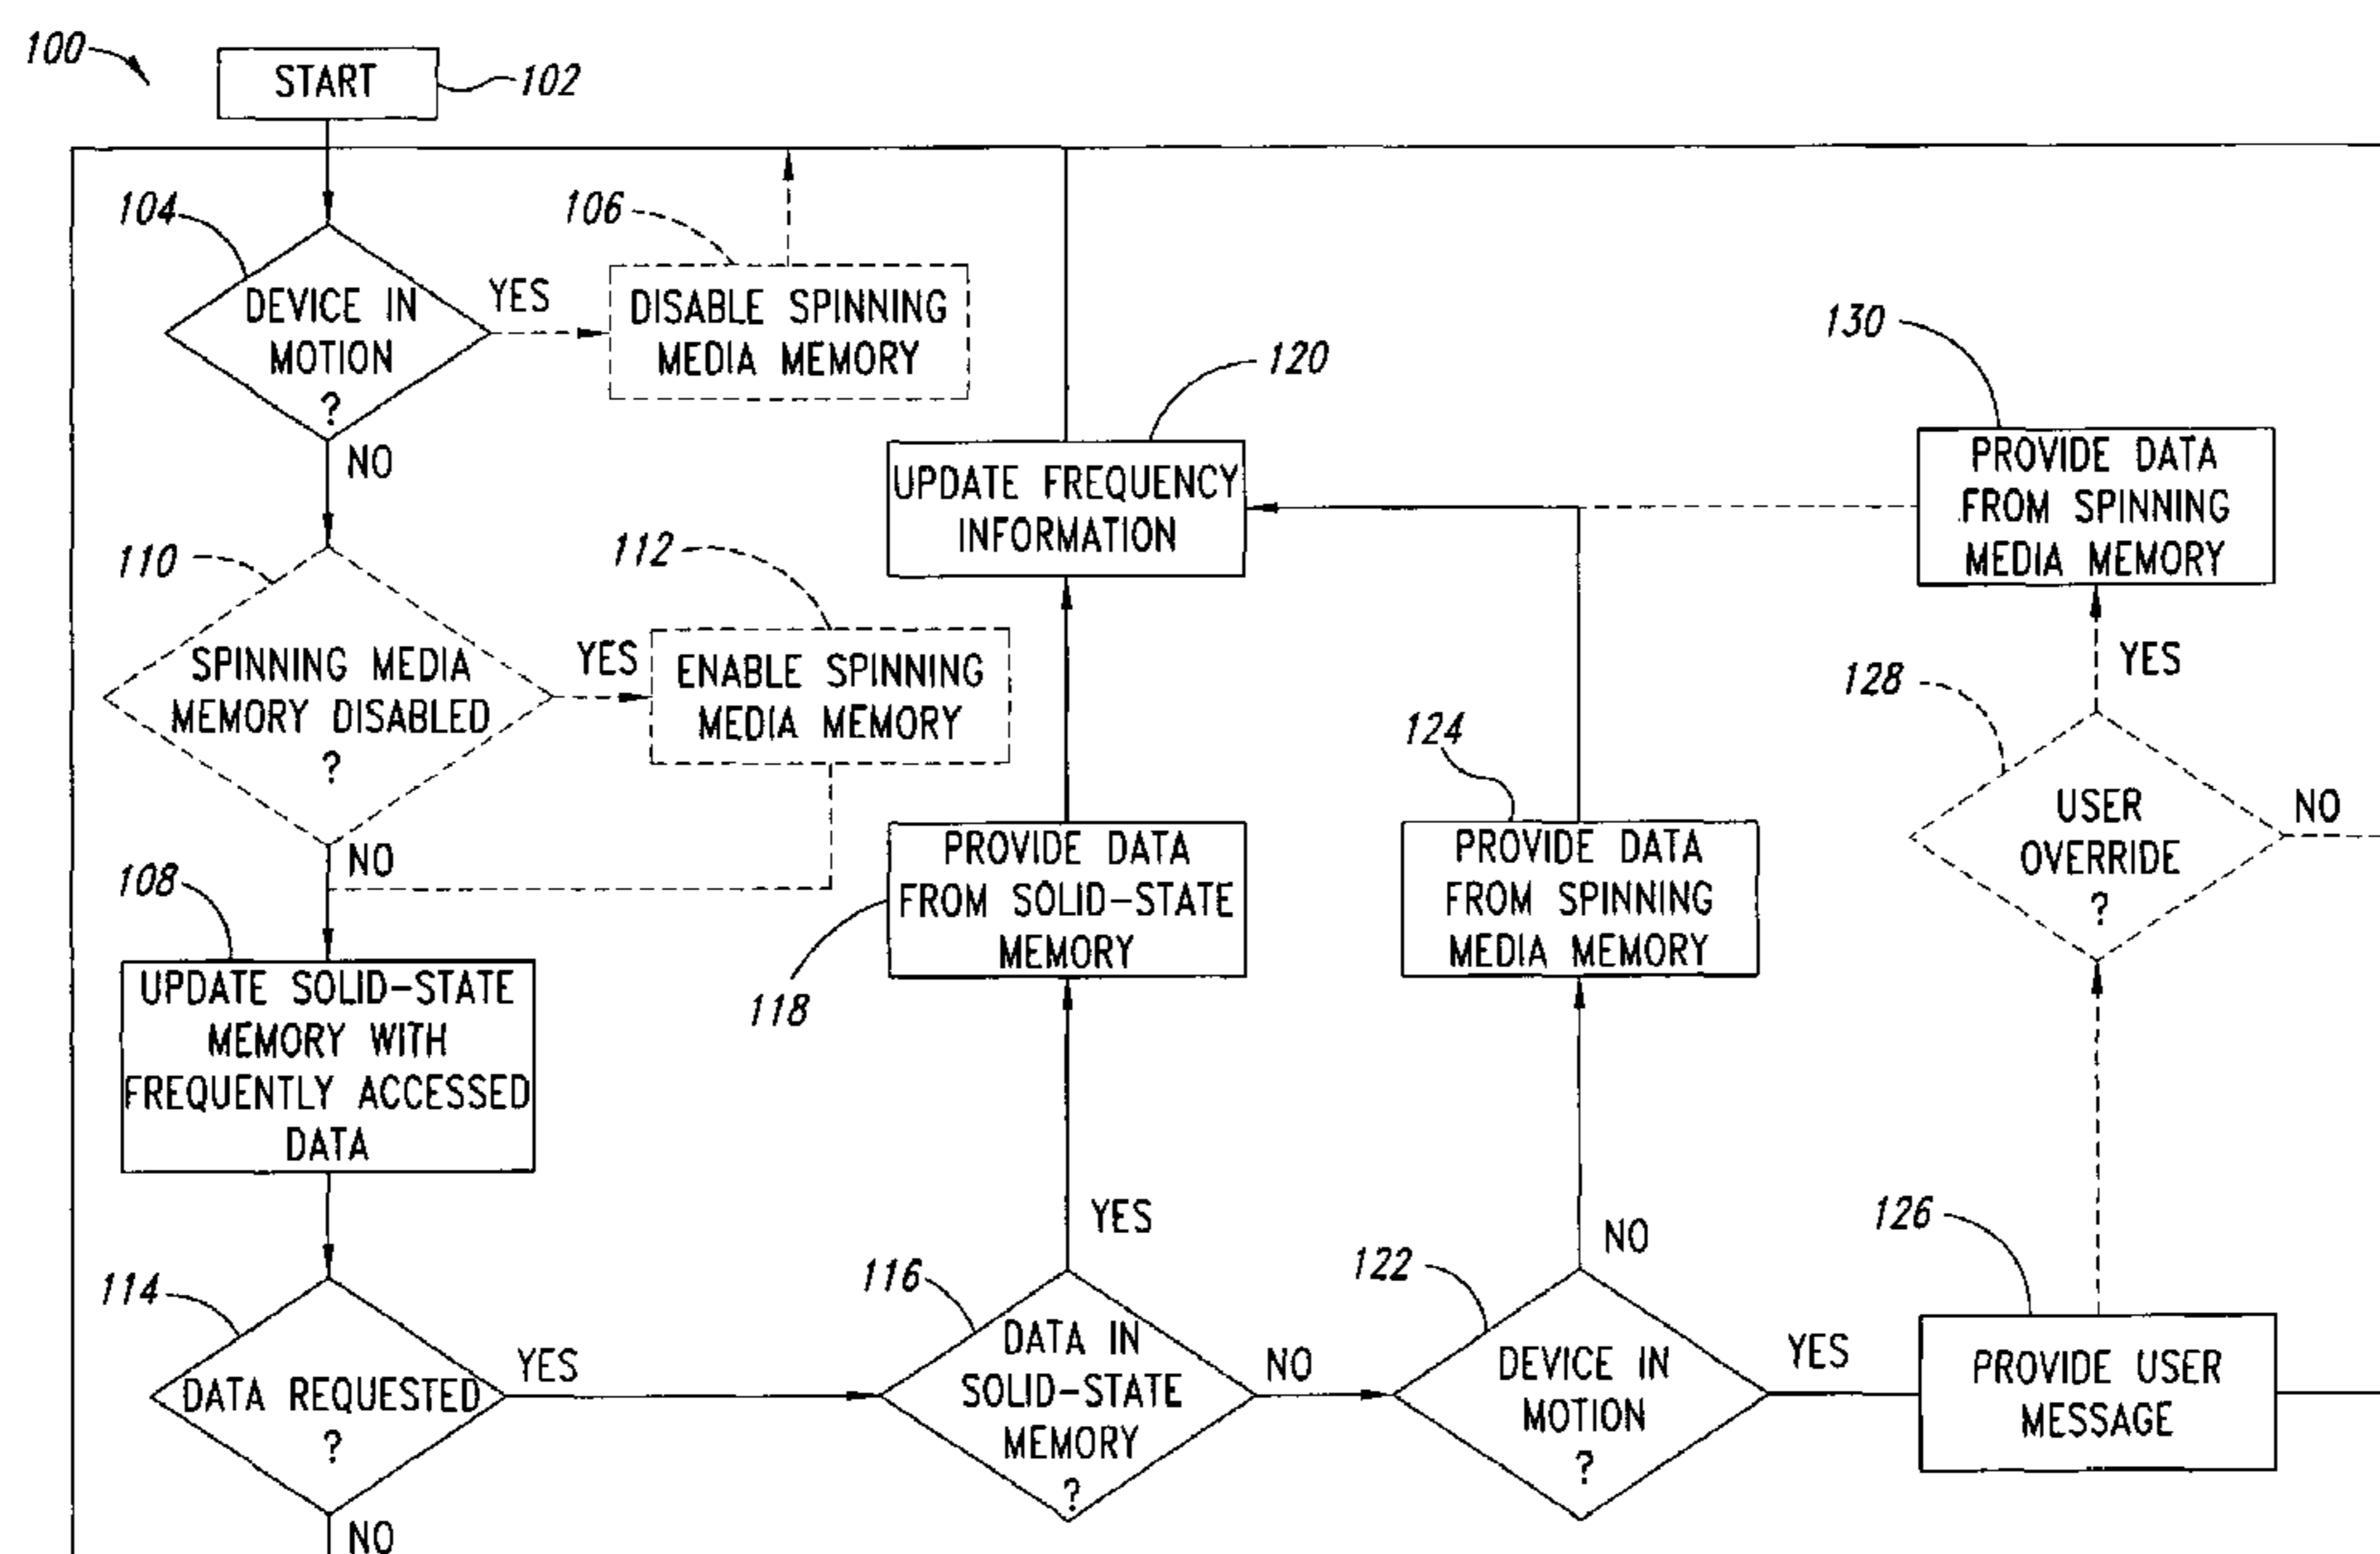 100
START
102
104
DEVICE IN
MOTION
?
YES
106
DISABLE SPINNING
MEDIA MEMORY
NO
110
SPINNING MEDIA
MEMORY DISABLED
?
YES
112
ENABLE SPINNING
MEDIA MEMORY
NO
108
UPDATE SOLID-STATE
MEMORY WITH
FREQUENTLY ACCESSED
DATA
114
DATA REQUESTED
?
YES
NO
116
DATA IN
SOLID-STATE
MEMORY
?
YES
NO
118
PROVIDE DATA
FROM SOLID-STATE
MEMORY
120
UPDATE FREQUENCY
INFORMATION
122
DEVICE IN
MOTION
?
NO
YES
124
PROVIDE DATA
FROM SPINNING
MEDIA MEMORY
126
PROVIDE USER
MESSAGE
128
USER
OVERRIDE
?
YES
NO
130
PROVIDE DATA
FROM SPINNING
MEDIA MEMORY